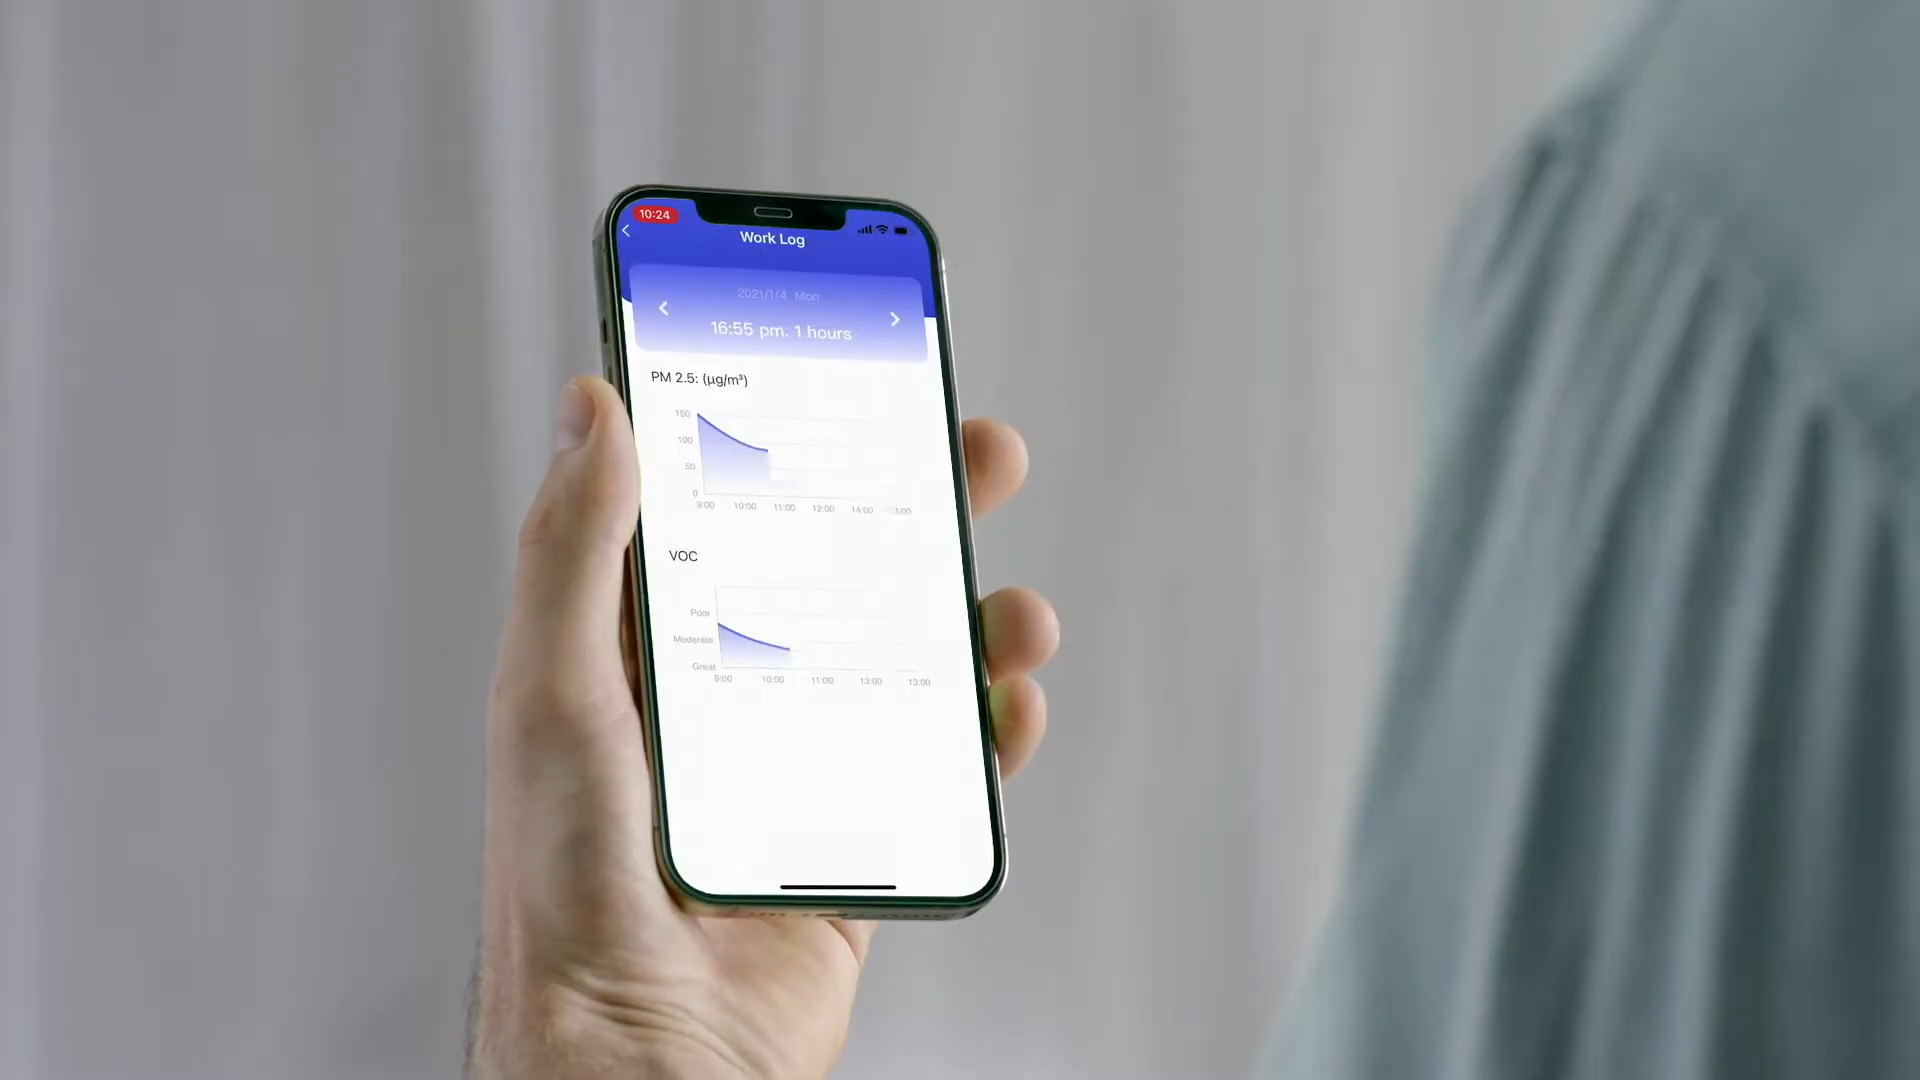 10:24
Work Log
2021/1/4 Mon
16:55 pm. 1 hours
PM 2.5: (μg/m³)
150
100
50
0
9:00 10:00 11:00 12:00 14:00
VOC
Poor
Moderate
Great
9:00 10:00 11:00 13:00 13:00